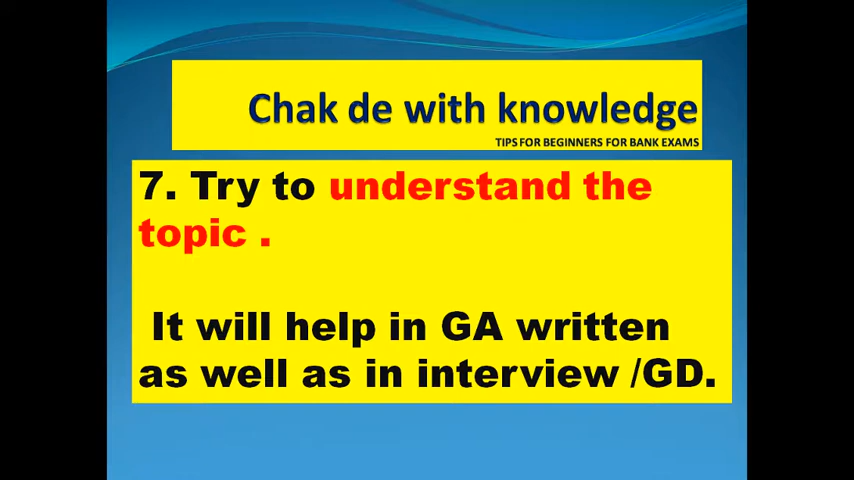 Chak de with knowledge
TIPS FOR BEGINNERS FOR BANK EXAMS
7. Try to understand the
topic .
It will help in GA written
as well as in interview /GD.